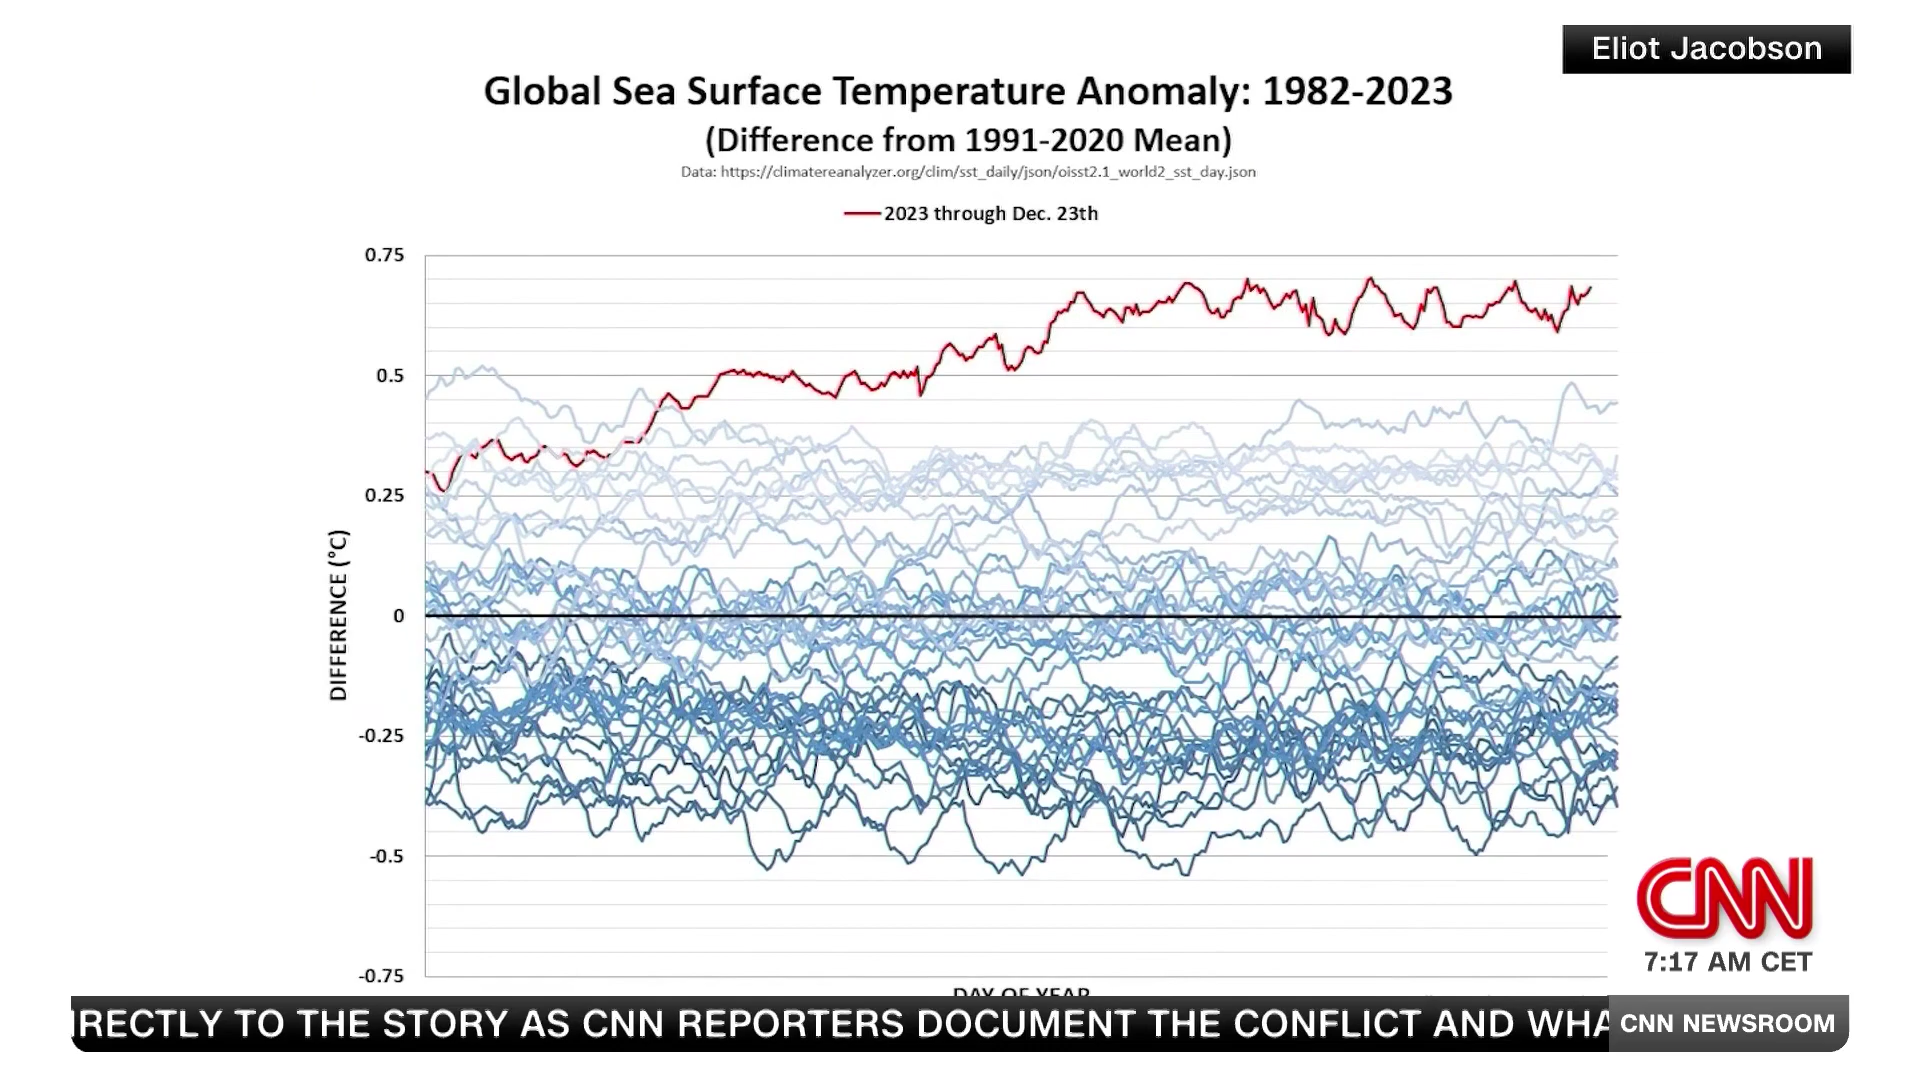 Eliot Jacobson
Global Sea Surface Temperature Anomaly: 1982-2023
(Difference from 1991-2020 Mean)
Data: https://climatereanalyzer.org/clim/sst_daily/json/oisst2.1_world2_sst_day.json
2023 through Dec. 23th
0.75
0.5
0.25
0
-0.25
-0.5
-0.75
DIFFERENCE (°C)
DAY OF YEAR
CNN
7:17 AM CET
IRECTLY TO THE STORY AS CNN REPORTERS DOCUMENT THE CONFLICT AND WHA
CNN NEWSROOM